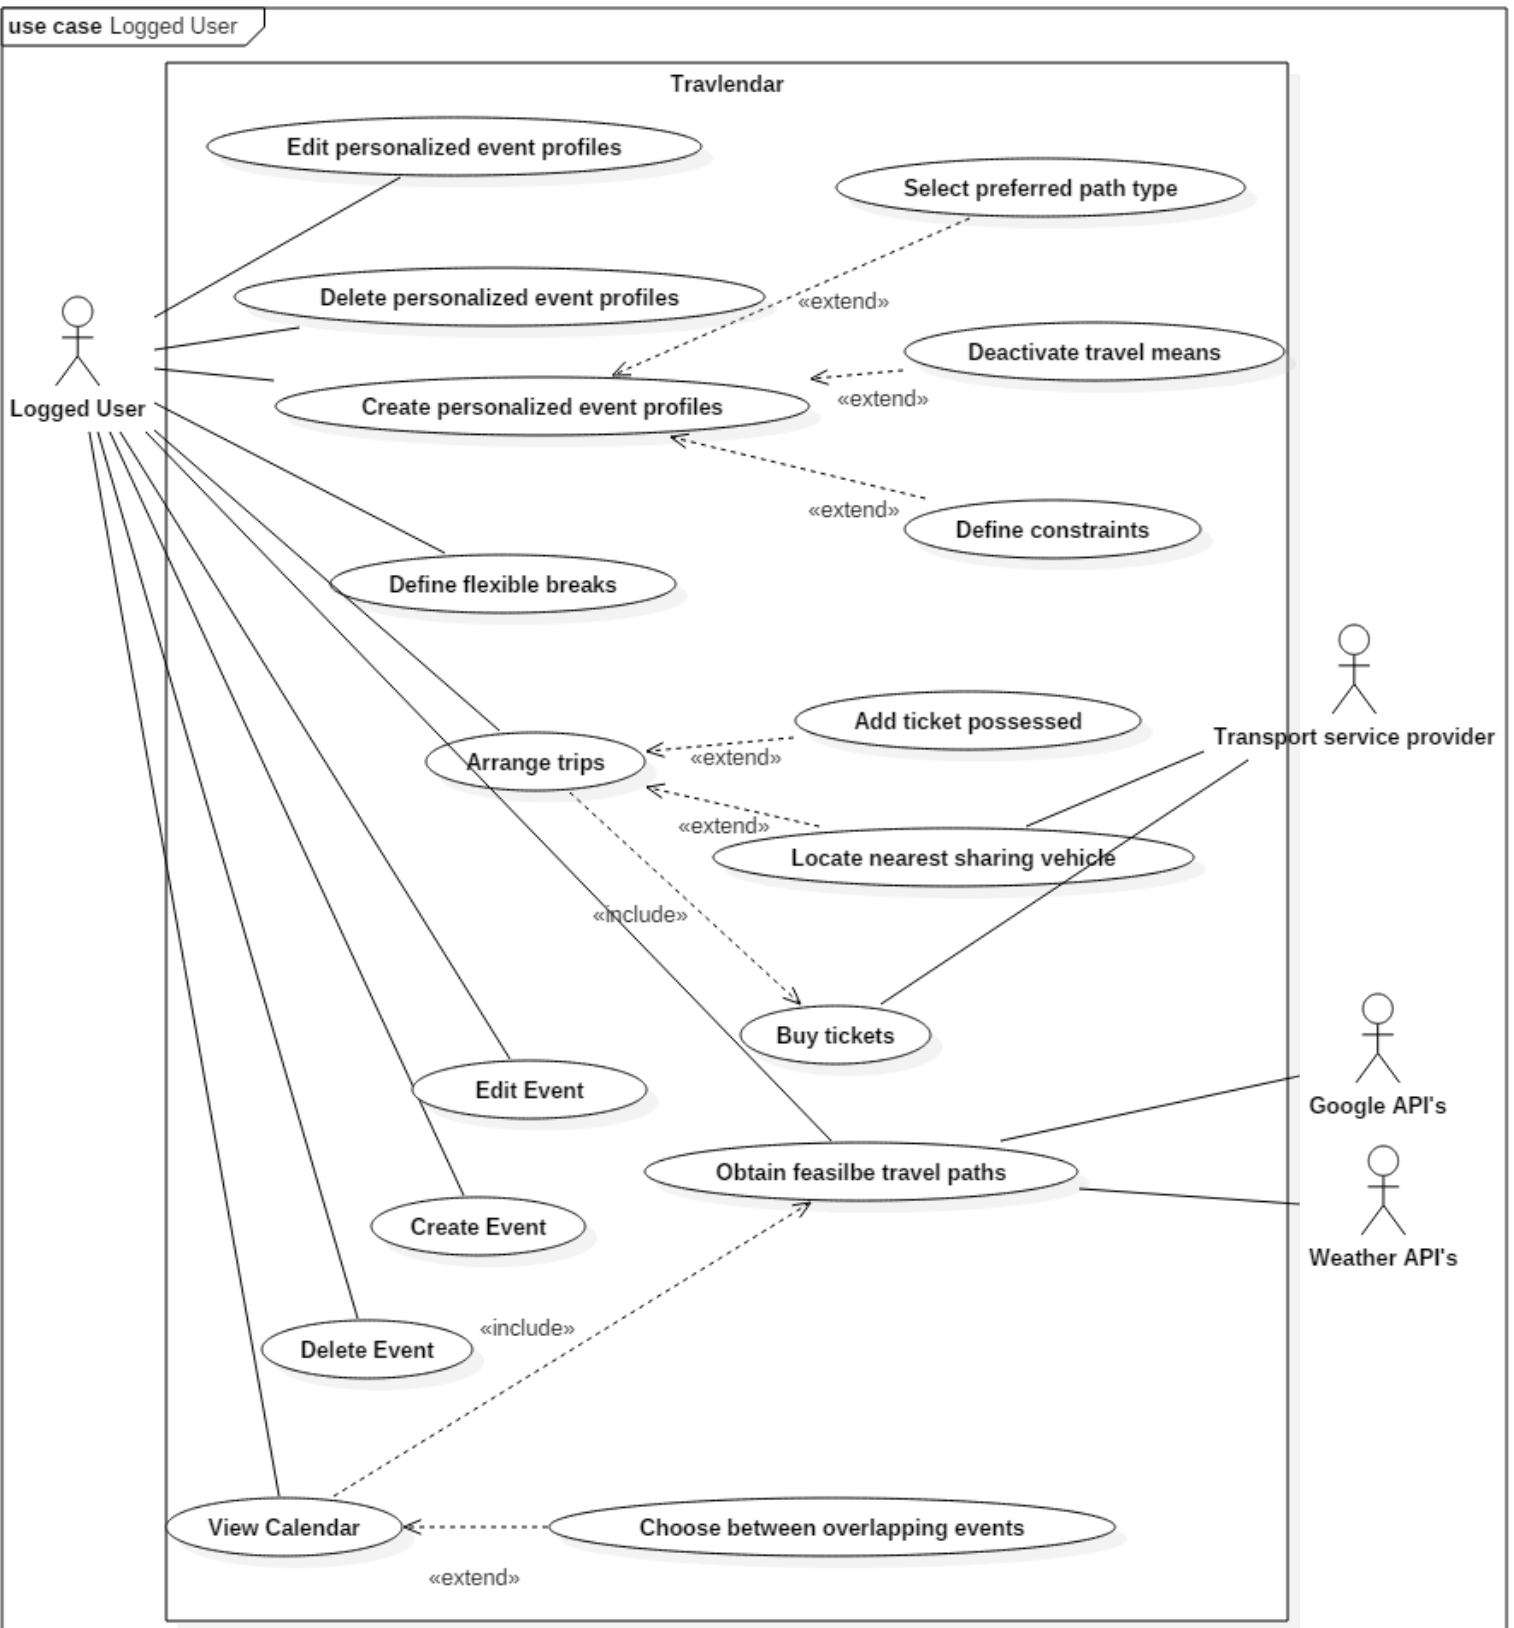 use case Logged User
Travlendar
Edit personalized event profiles
Select preferred path type
Delete personalized event profiles
«extend»
Deactivate travel means
«extend»
Logged User
Create personalized event profiles
«extend»
Define constraints
Define flexible breaks
Add ticket possessed
Transport service provider
«extend»
Arrange trips
«extend»
Locate nearest sharing vehicle
«include»
Buy tickets
Edit Event
Google API's
Obtain feasilbe travel paths
Create Event
Weather API's
«include»
Delete Event
View Calendar
Choose between overlapping events
«extend»